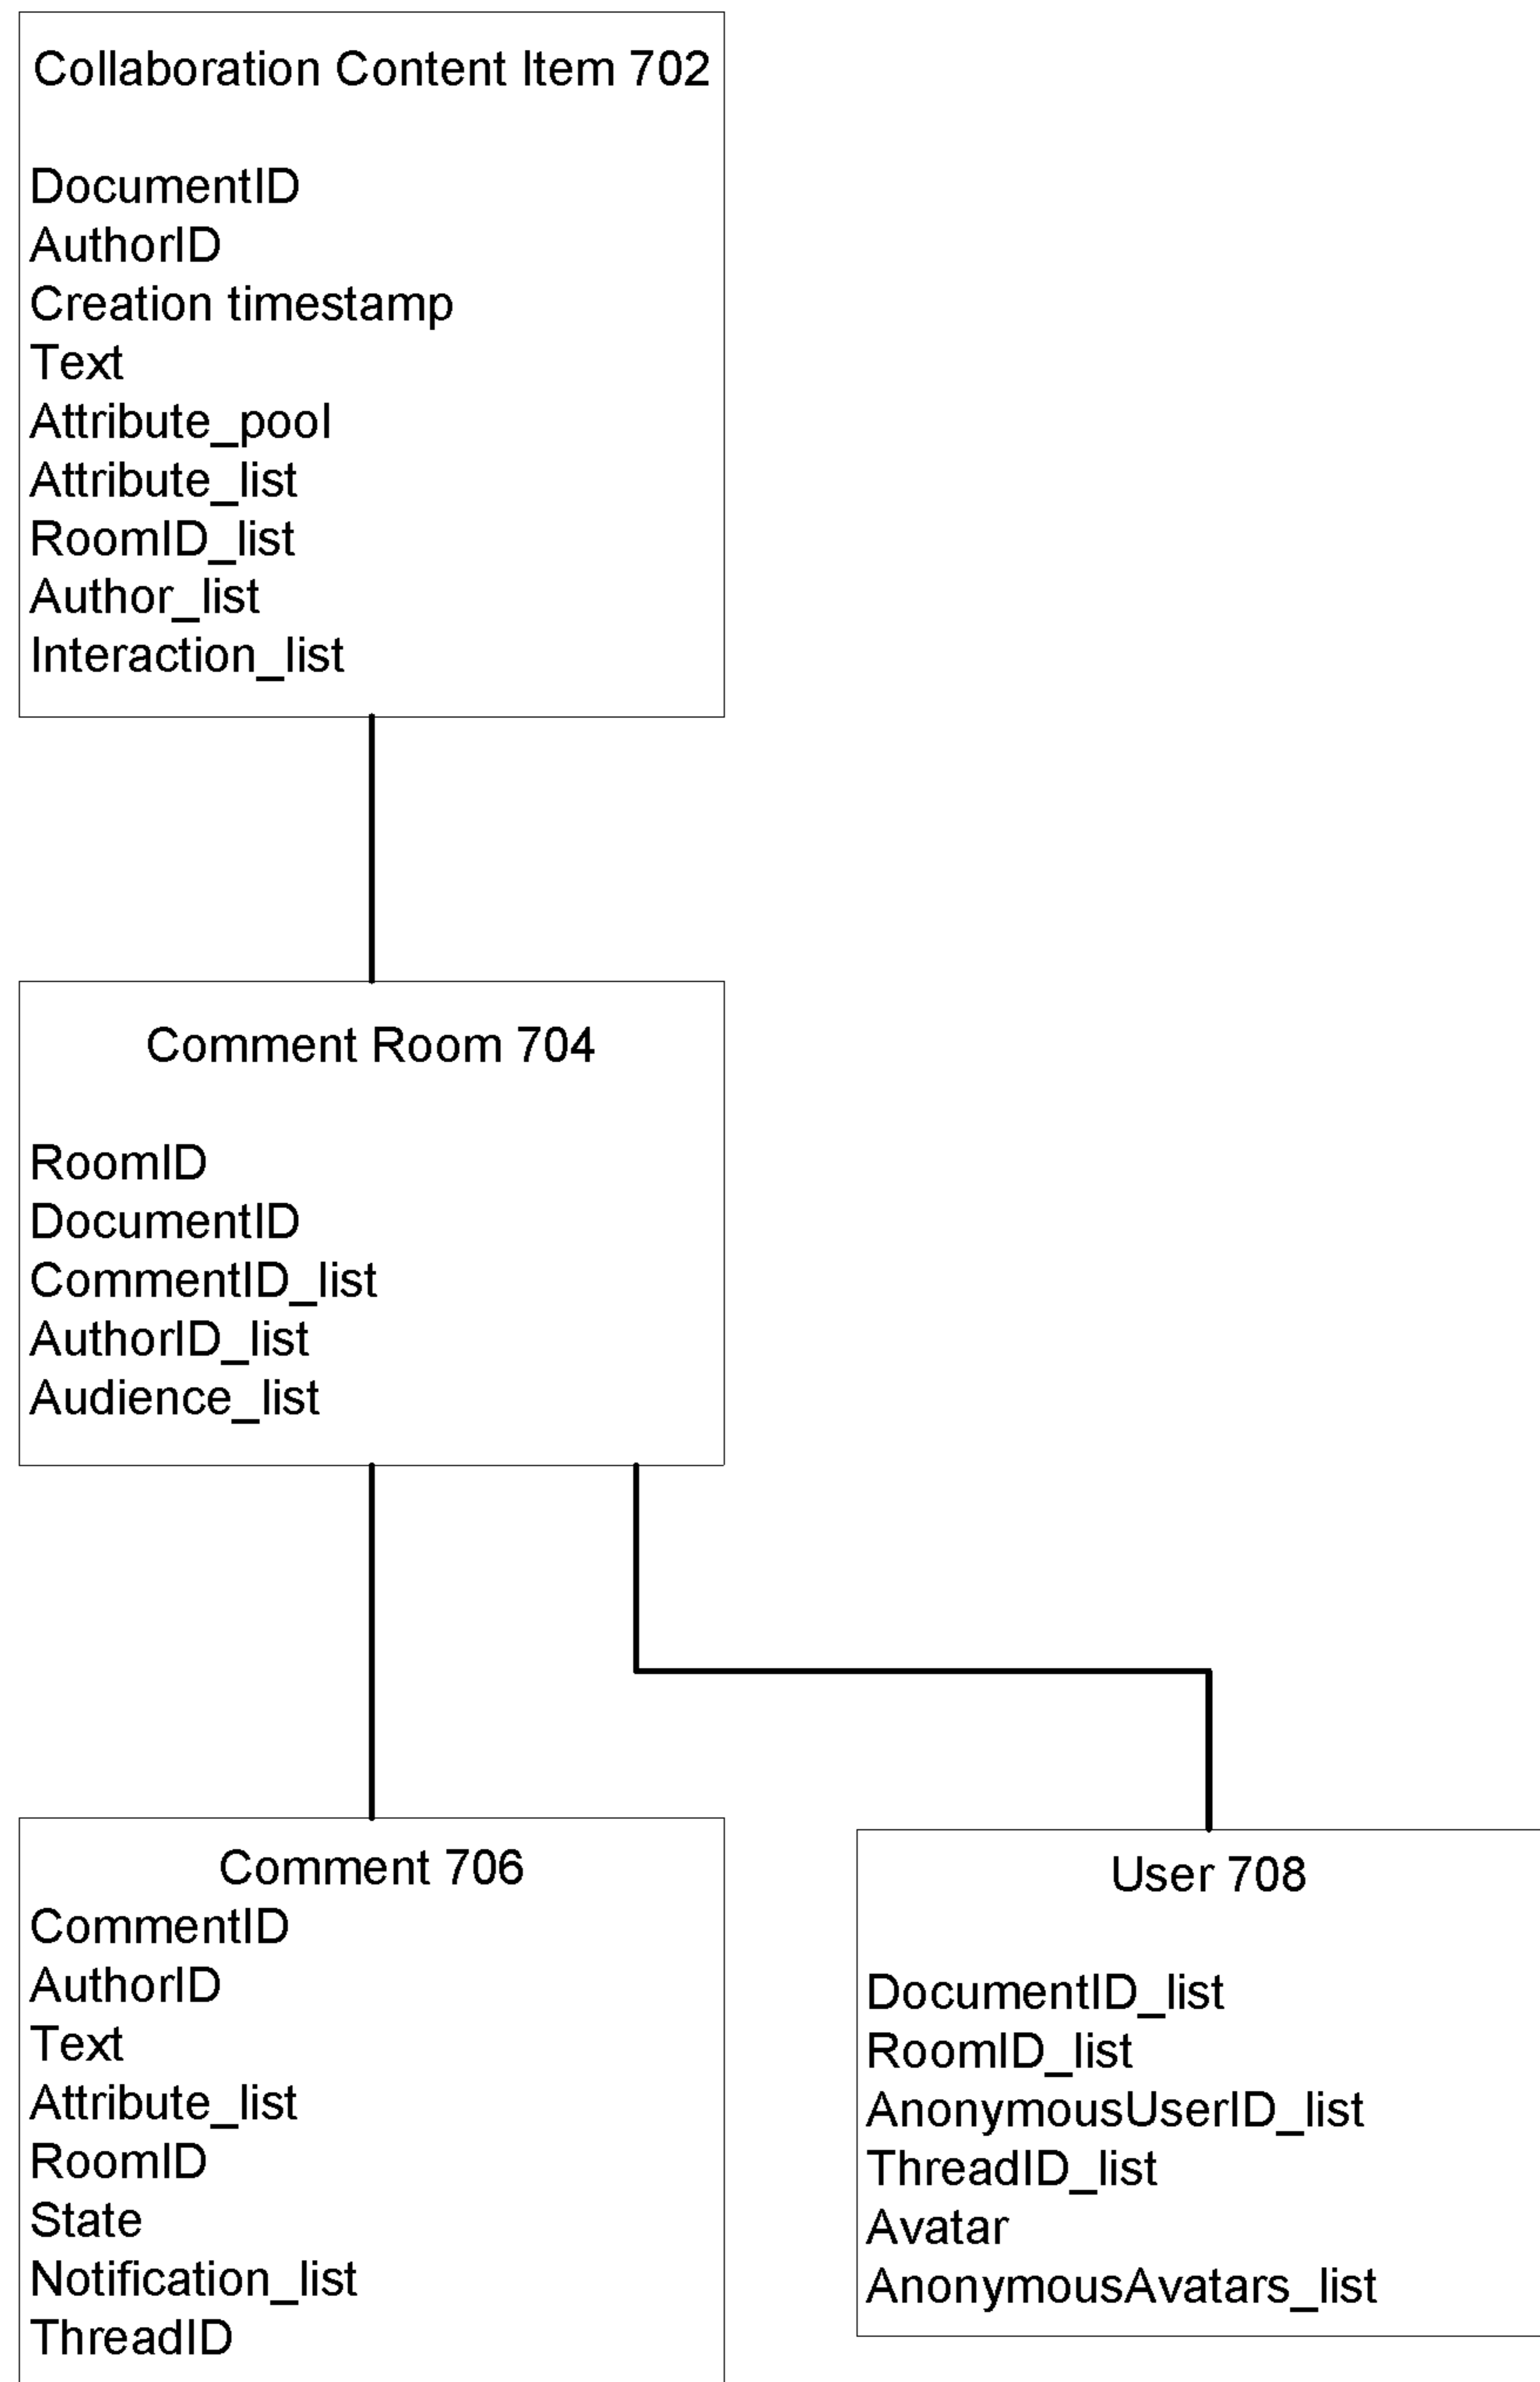 Collaboration Content Item 702
DocumentID
AuthorID
Creation timestamp
Text
Attribute_pool
Attribute_list
RoomID_list
Author_list
Interaction_list
Comment Room 704
RoomID
DocumentID
CommentID_list
AuthorID_list
Audience_list
Comment 706
CommentID
AuthorID
Text
Attribute_list
RoomID
State
Notification_list
ThreadID
User 708
DocumentID_list
RoomID_list
AnonymousUserID_list
ThreadID_list
Avatar
AnonymousAvatars_list